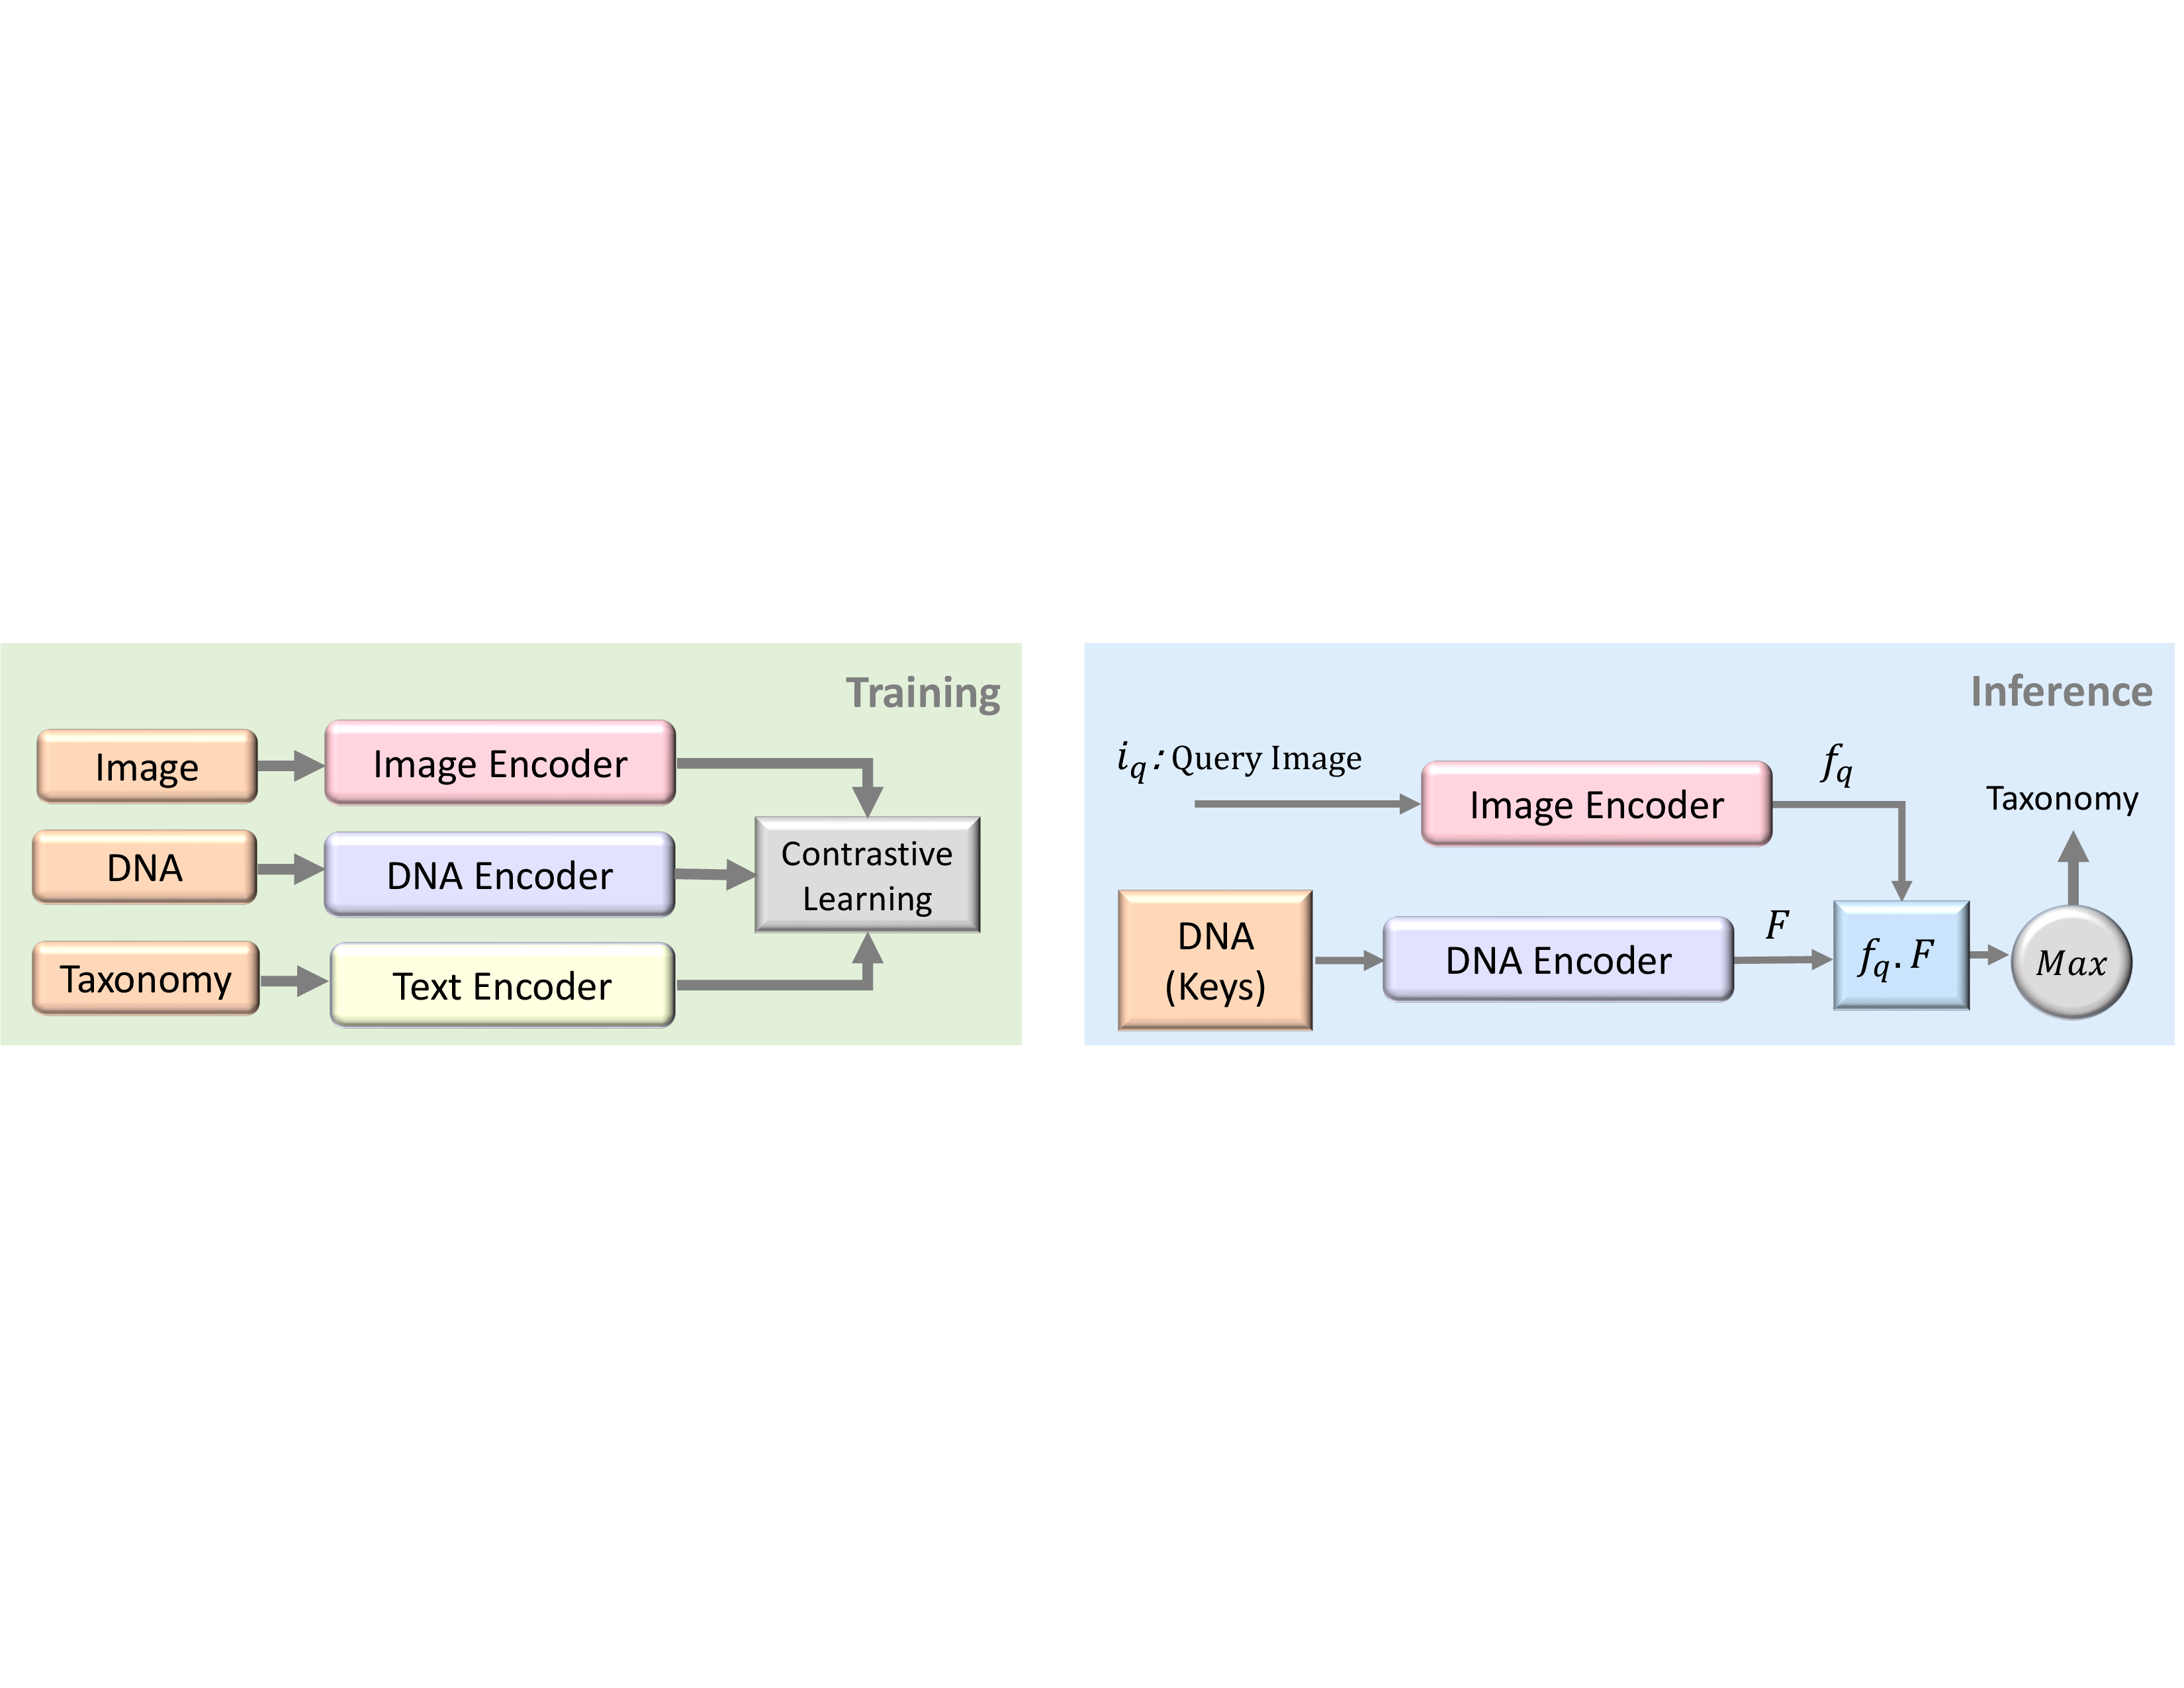 Training
Image
Image Encoder
DNA
DNA Encoder
Contrastive
Learning
Taxonomy
Text Encoder
Inference
i_q : Query Image
Image Encoder
f_q
Taxonomy
DNA
(Keys)
DNA Encoder
F
f_q . F
Max